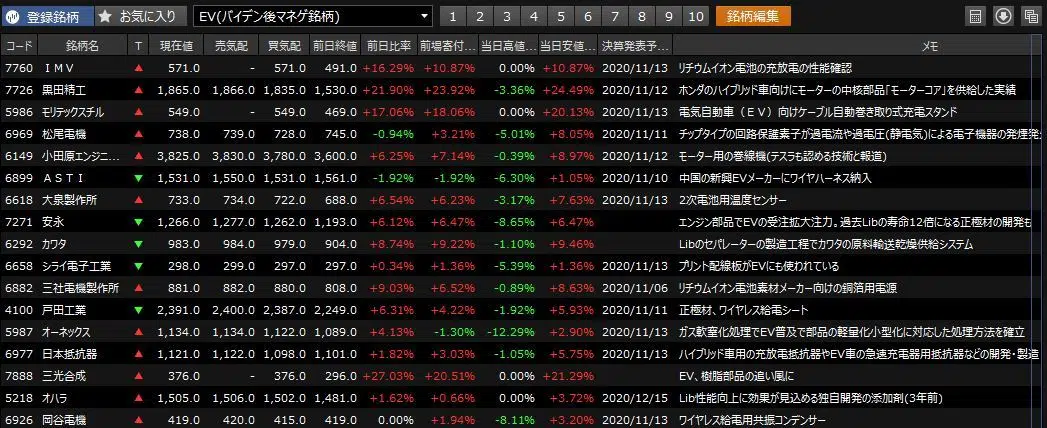 登録銘柄 お気に入り EV(バイデン後マネゲ銘柄) 1 2 3 4 5 6 7 8 9 10 銘柄編集
コード 銘柄名 T 現在値 売気配 買気配 前日終値 前日比率 前場寄付... 当日高値... 当日安値... 決算発表予... メモ
7760 ＩＭＶ ▲ 571.0 - 571.0 491.0 +16.29% +10.87% 0.00% +10.87% 2020/11/13 リチウムイオン電池の充放電の性能確認
7726 黒田精工 ▲ 1,865.0 1,866.0 1,835.0 1,530.0 +21.90% +23.92% -3.36% +24.49% 2020/11/12 ホンダのハイブリッド車向けにモーターの中核部品「モーターコア」を供給した実績
5986 モリテックスチル ▲ 549.0 - 549.0 469.0 +17.06% +18.06% 0.00% +20.13% 2020/11/13 電気自動車（ＥＶ）向けケーブル自動巻き取り式充電スタンド
6969 松尾電機 ▲ 738.0 739.0 728.0 745.0 -0.94% +3.21% -5.01% +8.05% 2020/11/11 チップタイプの回路保護素子が過電流や過電圧(静電気)による電子機器の発煙発火
6149 小田原エンジニ... ▲ 3,825.0 3,830.0 3,780.0 3,600.0 +6.25% +7.14% -0.39% +8.97% 2020/11/12 モーター用の巻線機(テスラも認める技術と報道)
6899 ＡＳＴＩ ▼ 1,531.0 1,550.0 1,531.0 1,561.0 -1.92% -1.92% -6.30% +1.05% 2020/11/10 中国の新興EVメーカーにワイヤハーネス納入
6618 大泉製作所 ▲ 733.0 734.0 722.0 688.0 +6.54% +6.23% -3.17% +7.63% 2020/11/13 2次電池用温度センサー
7271 安永 ▼ 1,266.0 1,277.0 1,262.0 1,193.0 +6.12% +6.47% -8.65% +6.47% エンジン部品でEVの受注拡大注力。過去Libの寿命12倍になる正極材の開発も
6292 カワタ ▼ 983.0 984.0 979.0 904.0 +8.74% +9.22% -1.10% +9.46% Libのセパレーターの製造工程でカワタの原料輸送乾燥供給システム
6658 シライ電子工業 ▼ 298.0 299.0 297.0 297.0 +0.34% +1.36% -5.39% +1.36% 2020/11/13 プリント配線板がEVにも使われている
6882 三社電機製作所 ▲ 881.0 882.0 880.0 808.0 +9.03% +6.52% -0.89% +8.63% 2020/11/06 リチウムイオン電池素材メーカー向けの銅箔用電源
4100 戸田工業 ▼ 2,391.0 2,400.0 2,387.0 2,249.0 +6.31% +4.22% -1.92% +5.93% 2020/11/11 正極材、ワイヤレス給電シート
5987 オーネックス ▲ 1,134.0 1,134.0 1,122.0 1,089.0 +4.13% -1.30% -12.29% +2.90% 2020/11/13 ガス軟窒化処理でEV普及で部品の軽量化小型化に対応した処理方法を確立
6977 日本抵抗器 ▲ 1,121.0 1,122.0 1,098.0 1,101.0 +1.82% +3.03% -1.05% +5.75% 2020/11/13 ハイブリッド車用の充放電抵抗器やEV車の急速充電器用抵抗器などの開発・製造
7888 三光合成 ▲ 376.0 - 376.0 296.0 +27.03% +20.51% 0.00% +21.29% EV、樹脂部品の追い風に
5218 オハラ ▲ 1,505.0 1,506.0 1,502.0 1,481.0 +1.62% +0.66% 0.00% +3.72% 2020/12/15 Lib性能向上に効果が見込める独自開発の添加剤(3年前)
6926 岡谷電機 ▲ 419.0 420.0 415.0 419.0 0.00% +1.94% -8.11% +3.20% 2020/11/13 ワイヤレス給電用共振コンデンサー